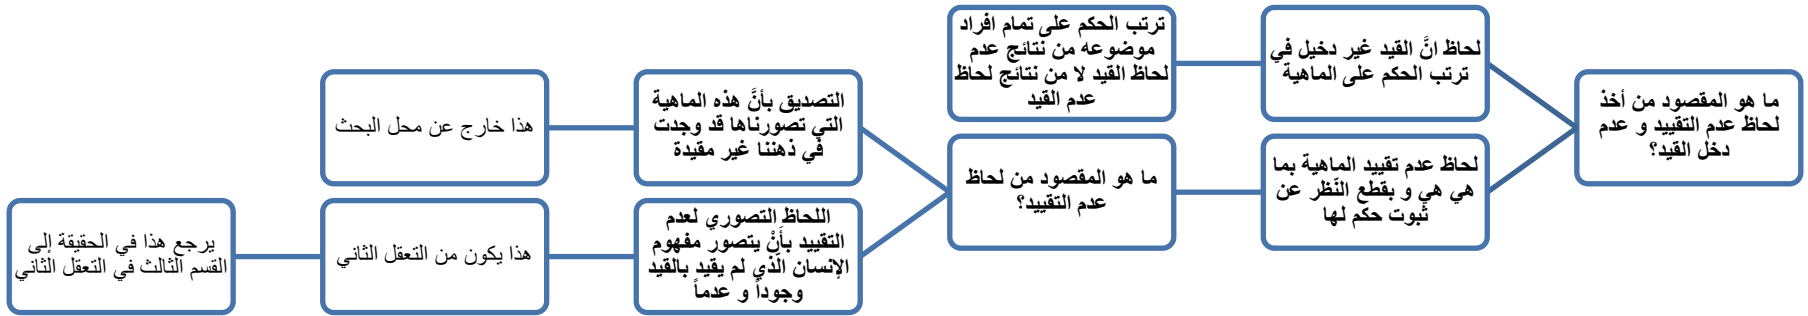 ما هو المقصود من أخذ
لحاظ عدم التقييد و عدم
دخل القيد؟
لحاظ انَّ القيد غير دخيل في
ترتب الحكم على الماهية
ترتب الحكم على تمام افراد
موضوعه من نتائج عدم
لحاظ القيد لا من نتائج لحاظ
عدم القيد
لحاظ عدم تقييد الماهية بما
هي هي و بقطع النّظر عن
ثبوت حكم لها
ما هو المقصود من لحاظ
عدم التقييد؟
التصديق بأنَّ هذه الماهية
التي تصورناها قد وجدت
في ذهننا غير مقيدة
هذا خارج عن محل البحث
اللحاظ التصوري لعدم
التقييد بأَنْ يتصور مفهوم
الإنسان الّذي لم يقيد بالقيد
وجوداً و عدماً
هذا يكون من التعقل الثاني
يرجع هذا في الحقيقة إلى
القسم الثالث في التعقل الثاني